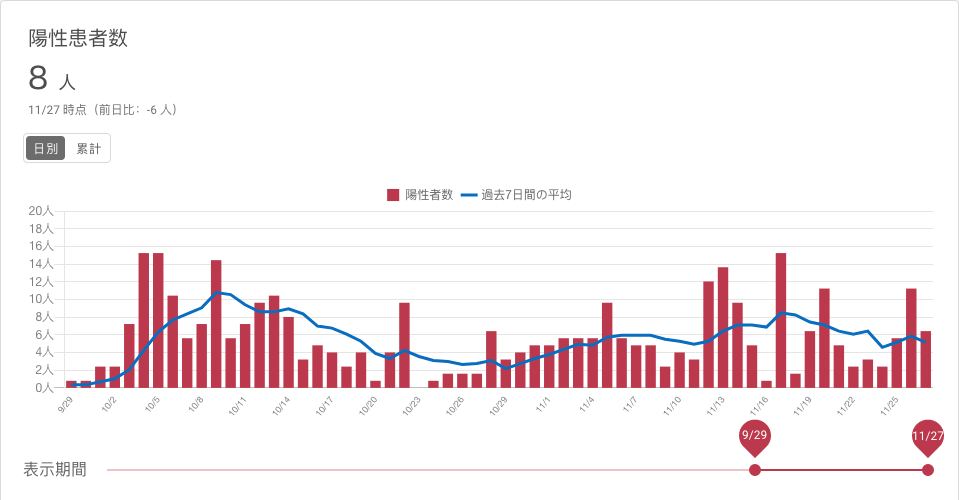 陽性患者数
8 人
11/27 時点（前日比：-6 人）
日別 累計
陽性者数 過去7日間の平均
20人
18人
16人
14人
12人
10人
8人
6人
4人
2人
0人
9/29 10/2 10/5 10/8 10/11 10/14 10/17 10/20 10/23 10/26 10/29 11/1 11/4 11/7 11/10 11/13 11/16 11/19 11/22 11/25
9/29 11/27
表示期間